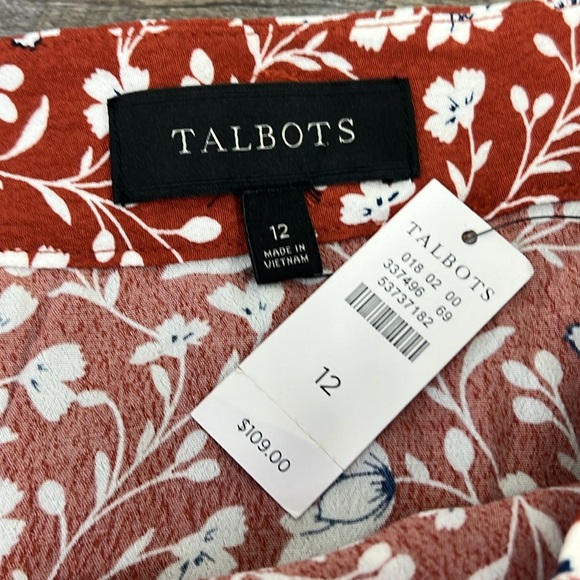 TALBOTS
12
MADE IN
VIETNAM
TALBOTS
018 02 00
337496 69
53737182
12
$109.00